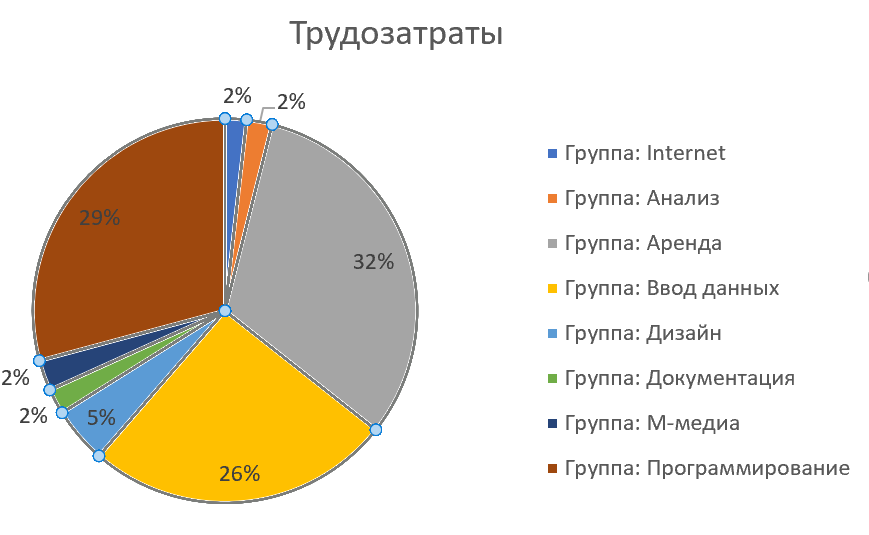 Трудозатраты
2%
2%
32%
26%
5%
2%
2%
29%
Группа: Internet
Группа: Анализ
Группа: Аренда
Группа: Ввод данных
Группа: Дизайн
Группа: Документация
Группа: М-медиа
Группа: Программирование